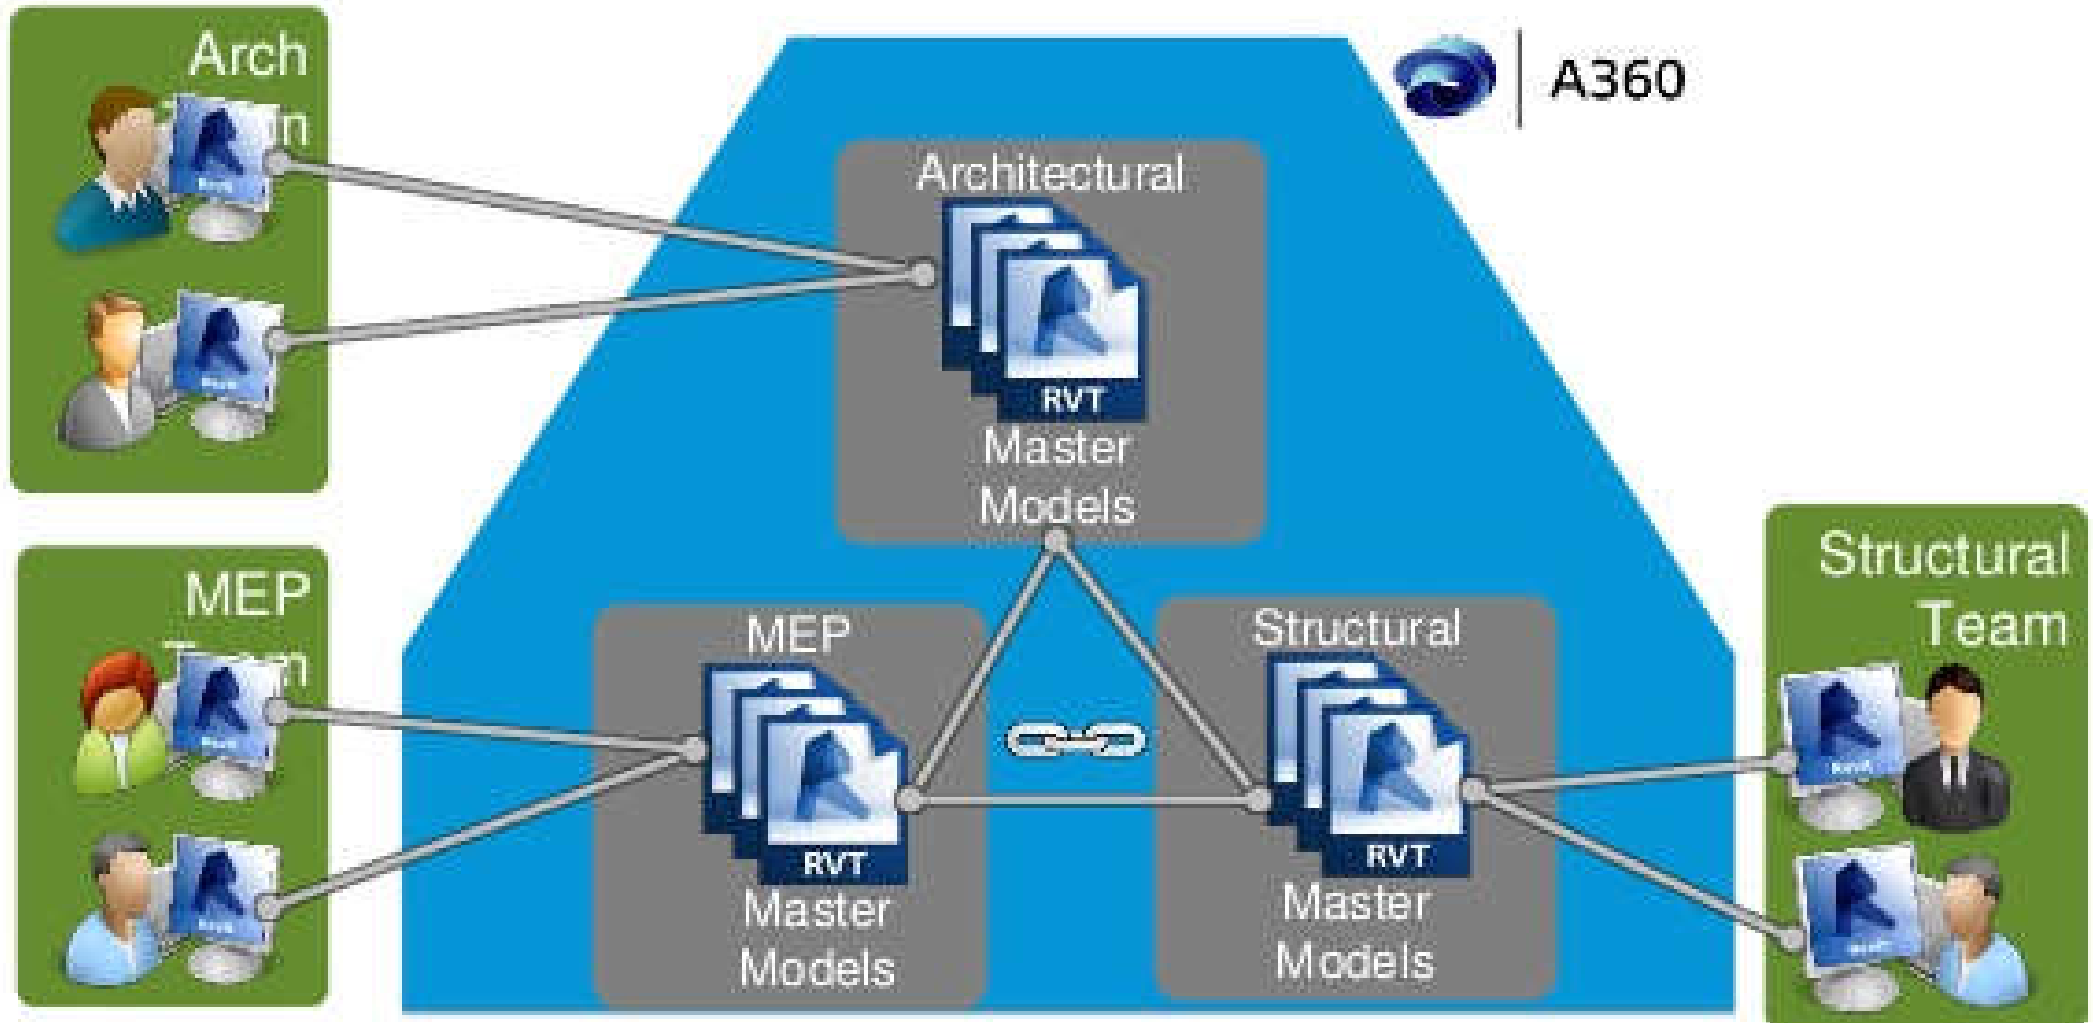 Arch
A360
Architectural
RVT
Master
Models
MEP
MEP
RVT
Master
Models
Structural
RVT
Master
Models
Structural
Team